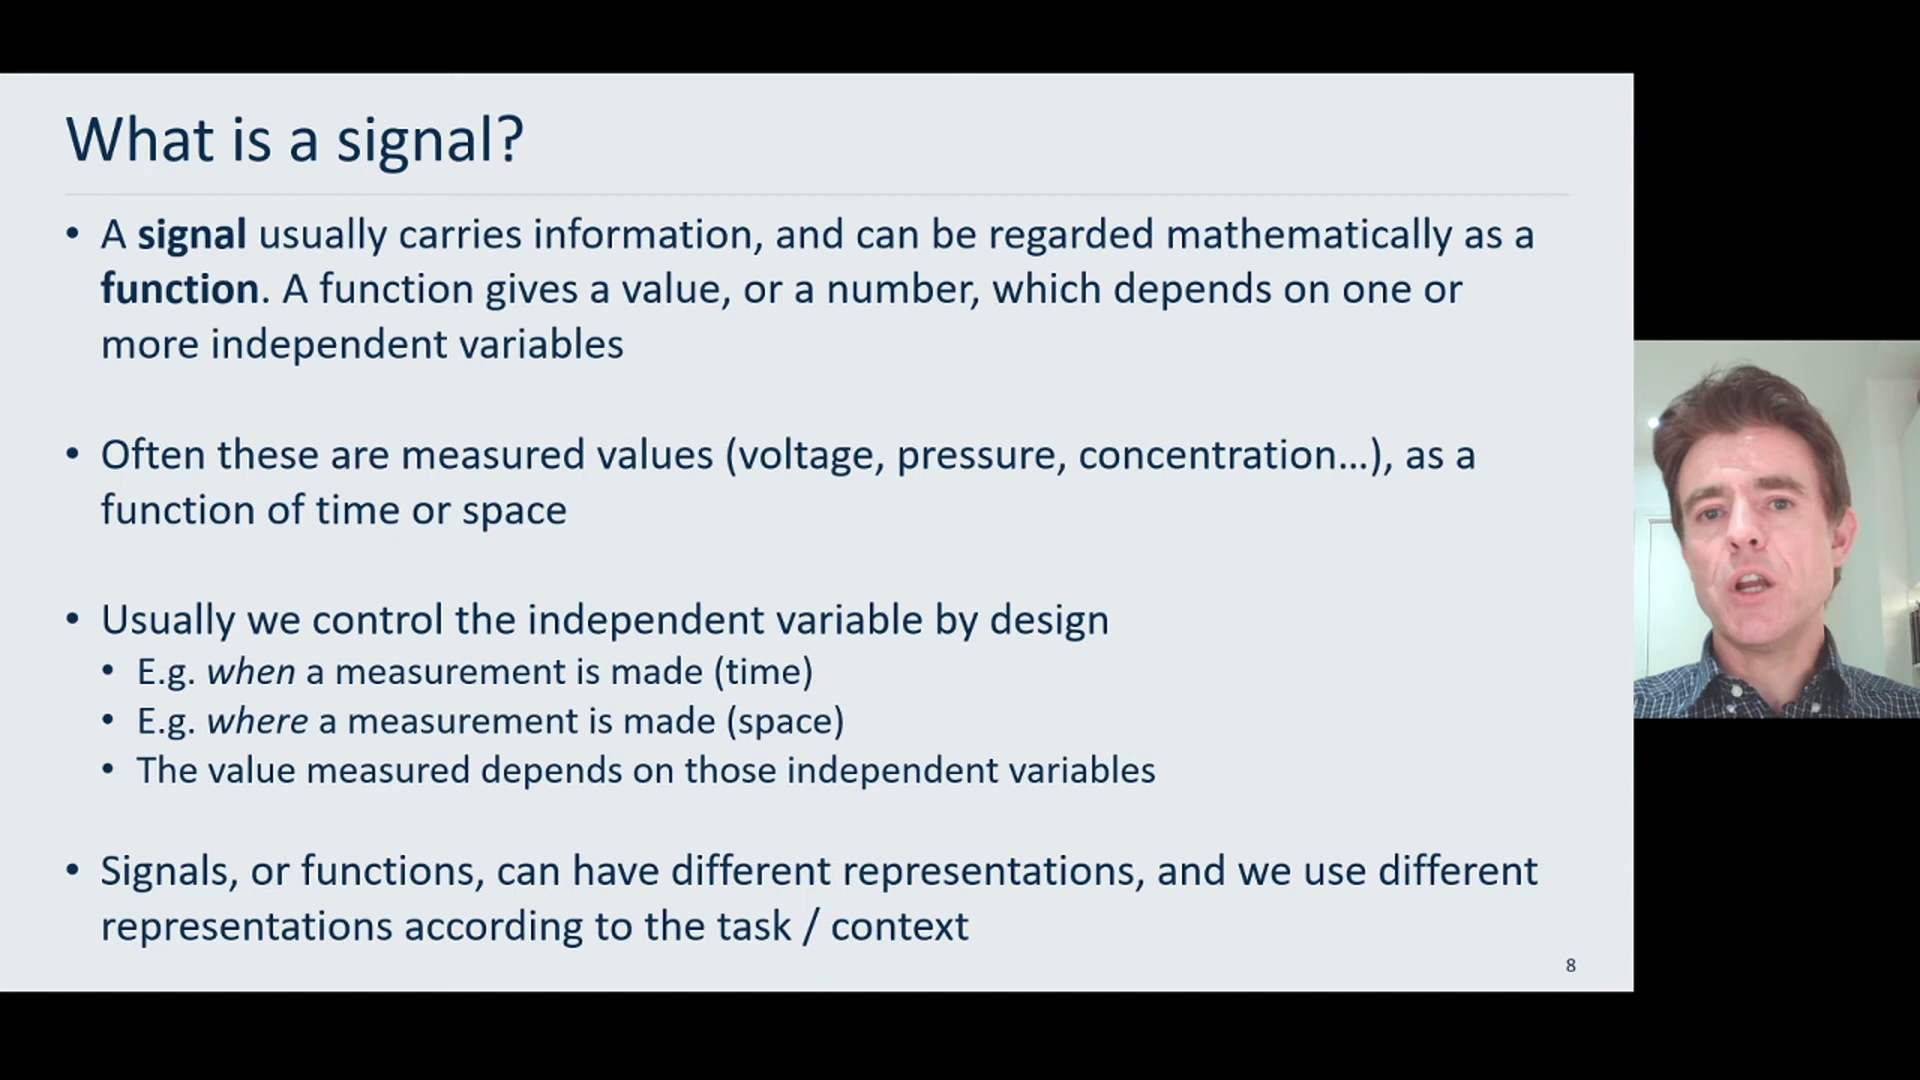 What is a signal?
• A signal usually carries information, and can be regarded mathematically as a
function. A function gives a value, or a number, which depends on one or
more independent variables
• Often these are measured values (voltage, pressure, concentration...), as a
function of time or space
• Usually we control the independent variable by design
• E.g. when a measurement is made (time)
• E.g. where a measurement is made (space)
• The value measured depends on those independent variables
• Signals, or functions, can have different representations, and we use different
representations according to the task / context
8